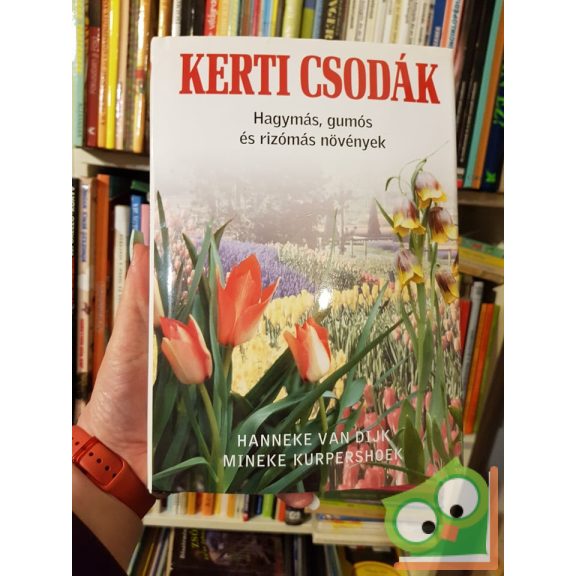 KERTI CSODÁK
Hagymás, gumós
és rizómás növények
HANNEKE VAN DIJK
MINEKE KURPERSHOEK